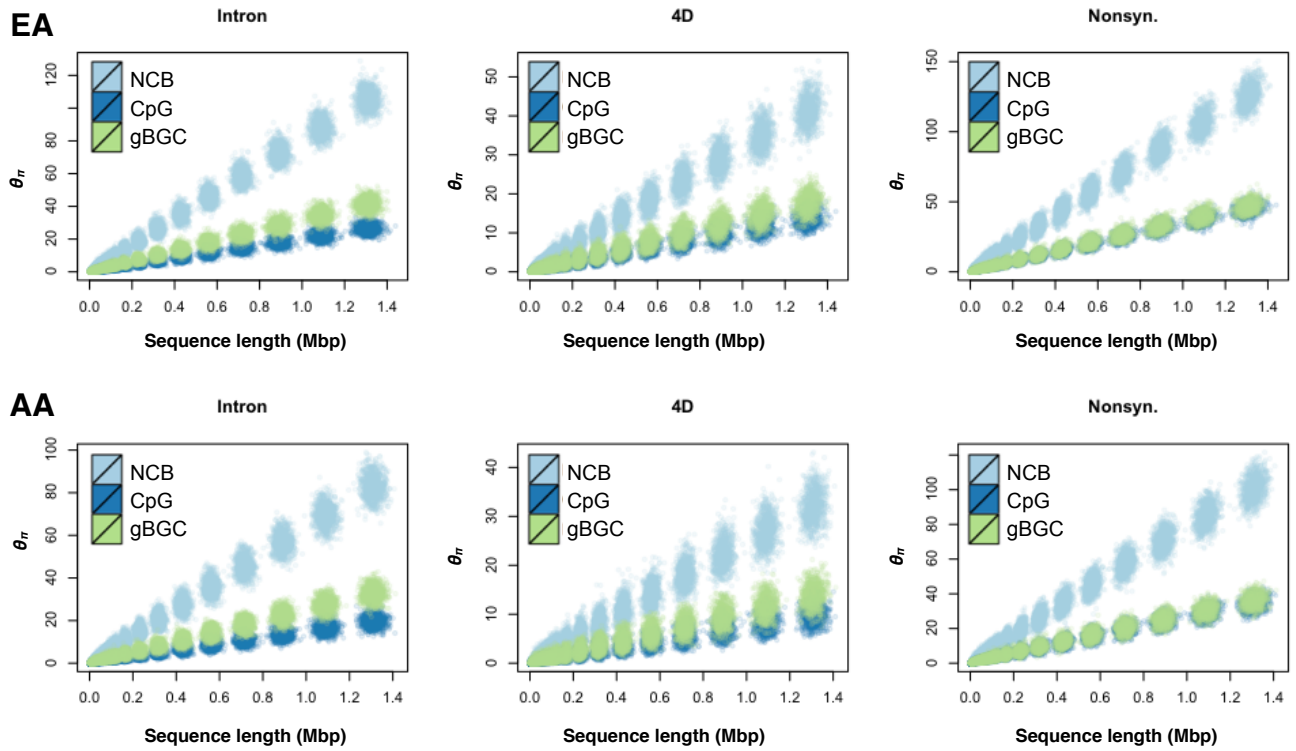 EA
Intron
4D
Nonsyn.
NCB
CpG
gBGC
NCB
CpG
gBGC
NCB
CpG
gBGC
θπ
0
20
40
60
80
120
θπ
0
10
20
30
40
50
θπ
0
50
100
150
0.0 0.2 0.4 0.6 0.8 1.0 1.2 1.4
0.0 0.2 0.4 0.6 0.8 1.0 1.2 1.4
0.0 0.2 0.4 0.6 0.8 1.0 1.2 1.4
Sequence length (Mbp)
Sequence length (Mbp)
Sequence length (Mbp)
AA
Intron
4D
Nonsyn.
NCB
CpG
gBGC
NCB
CpG
gBGC
NCB
CpG
gBGC
θπ
0
20
40
60
80
100
θπ
0
10
20
30
40
θπ
0
20
40
60
80
100
0.0 0.2 0.4 0.6 0.8 1.0 1.2 1.4
0.0 0.2 0.4 0.6 0.8 1.0 1.2 1.4
0.0 0.2 0.4 0.6 0.8 1.0 1.2 1.4
Sequence length (Mbp)
Sequence length (Mbp)
Sequence length (Mbp)